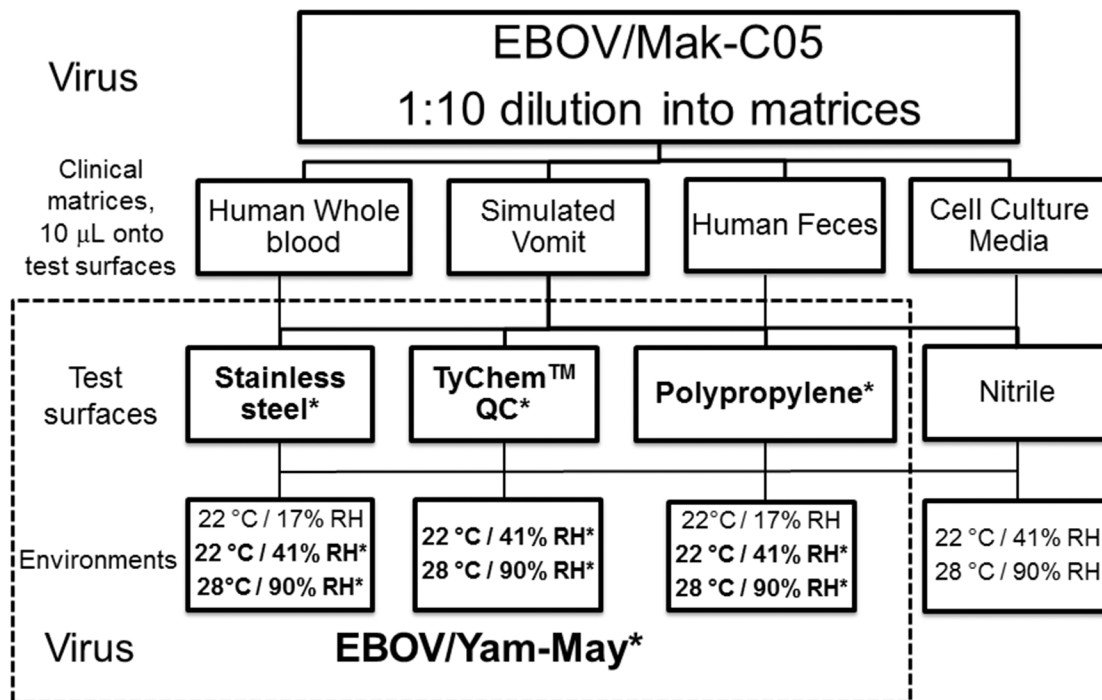 Virus
EBOV/Mak-C05
1:10 dilution into matrices
Clinical
matrices,
10 μL onto
test surfaces
Human Whole
blood
Simulated
Vomit
Human Feces
Cell Culture
Media
Test
surfaces
Stainless
steel*
TyChem™
QC*
Polypropylene*
Nitrile
Environments
22 °C / 17% RH
22 °C / 41% RH*
28°C / 90% RH*
22 °C / 41% RH*
28 °C / 90% RH*
22°C / 17% RH
22 °C / 41% RH*
28 °C / 90% RH*
22 °C / 41% RH
28 °C / 90% RH
Virus
EBOV/Yam-May*